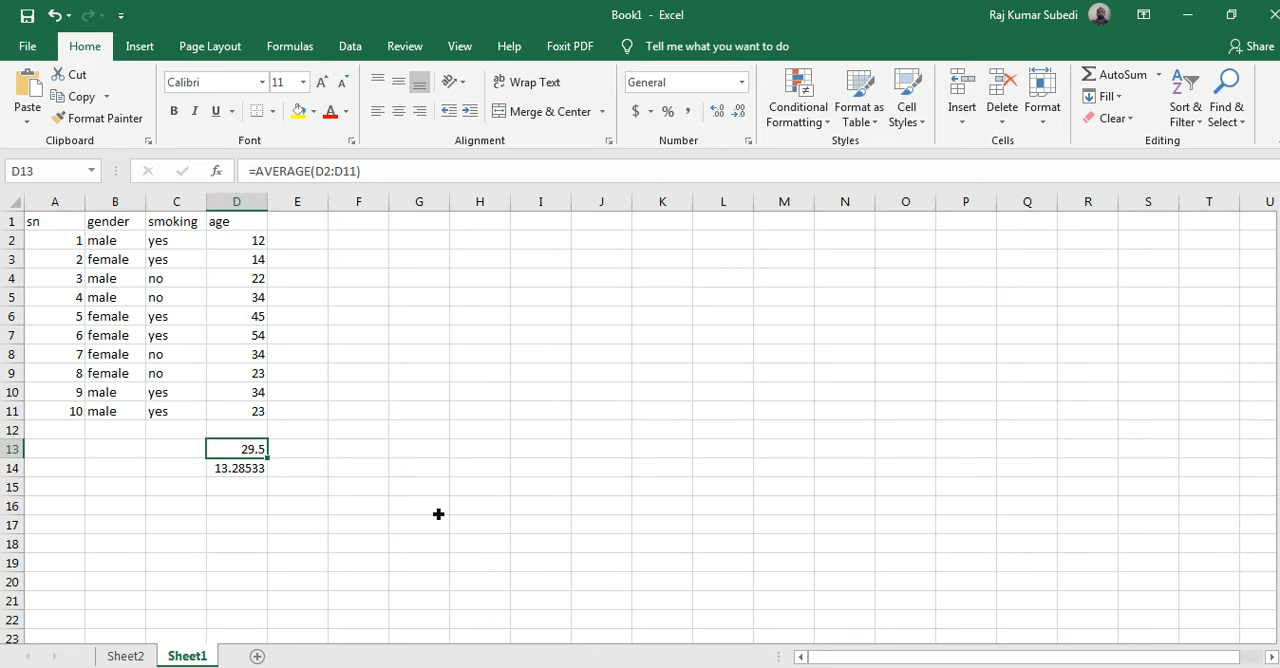 Book1 - Excel
Raj Kumar Subedi
File Home Insert Page Layout Formulas Data Review View Help Foxit PDF Tell me what you want to do Share
Paste
Cut
Copy
Format Painter
Clipboard
Calibri 11
B I U
Font
Wrap Text
Merge & Center
Alignment
General
$ % ,
Number
Conditional Formatting
Format as Table
Cell Styles
Styles
Insert Delete Format
Cells
AutoSum
Fill
Clear
Sort & Filter
Find & Select
Editing
D13 fx =AVERAGE(D2:D11)
A B C D E F G H I J K L M N O P Q R S T U
1 sn gender smoking age
2 1 male yes 12
3 2 female yes 14
4 3 male no 22
5 4 male no 34
6 5 female yes 45
7 6 female yes 54
8 7 female no 34
9 8 female no 23
10 9 male yes 34
11 10 male yes 23
12
13 29.5
14 13.28533
15
16
17
18
19
20
21
22
23
Sheet2 Sheet1